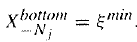 X^{bottom}_{-N_j} = ξ^{min}.